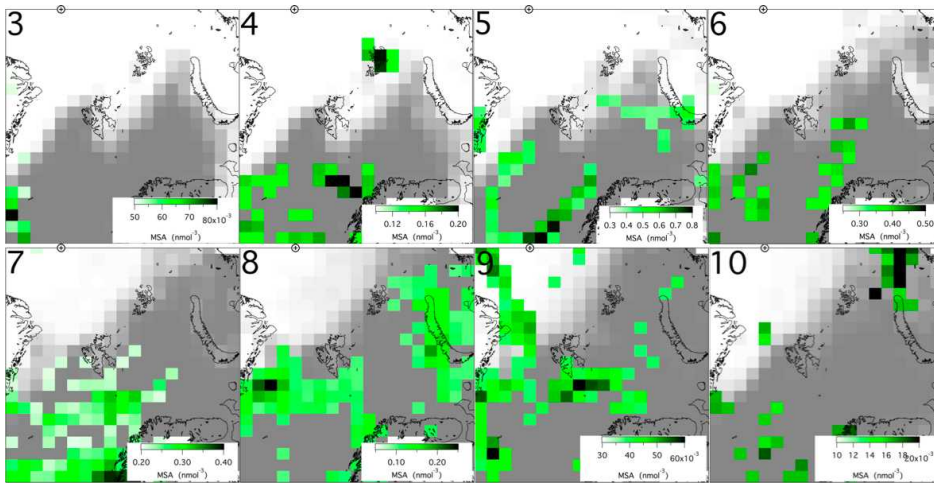 3
50 60 70 80x10⁻³
MSA (nmol⁻³)
4
0.12 0.16 0.20
MSA (nmol⁻³)
5
0.3 0.4 0.5 0.6 0.7 0.8
MSA (nmol⁻³)
6
0.30 0.40 0.50
MSA (nmol⁻³)
7
0.20 0.30 0.40
MSA (nmol⁻³)
8
0.10 0.20
MSA (nmol⁻³)
9
30 40 50 60x10⁻³
MSA (nmol⁻³)
10
10 12 14 16 18 20x10⁻³
MSA (nmol⁻³)